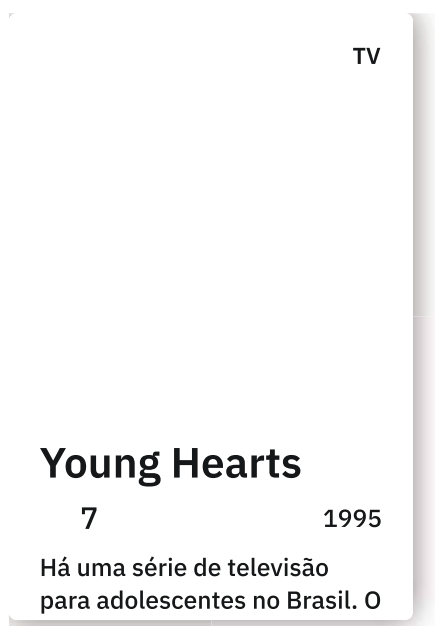 TV
Young Hearts
7
1995
Há uma série de televisão
para adolescentes no Brasil. O